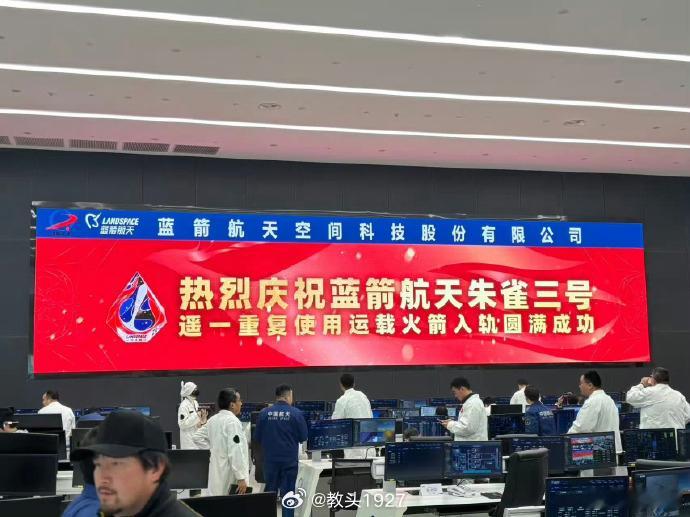 LANDSPACE
蓝箭航天
蓝箭航天空间科技股份有限公司
热烈庆祝蓝箭航天朱雀三号
遥一重复使用运载火箭入轨圆满成功
LANDSPACE
中国航天
@教头1927